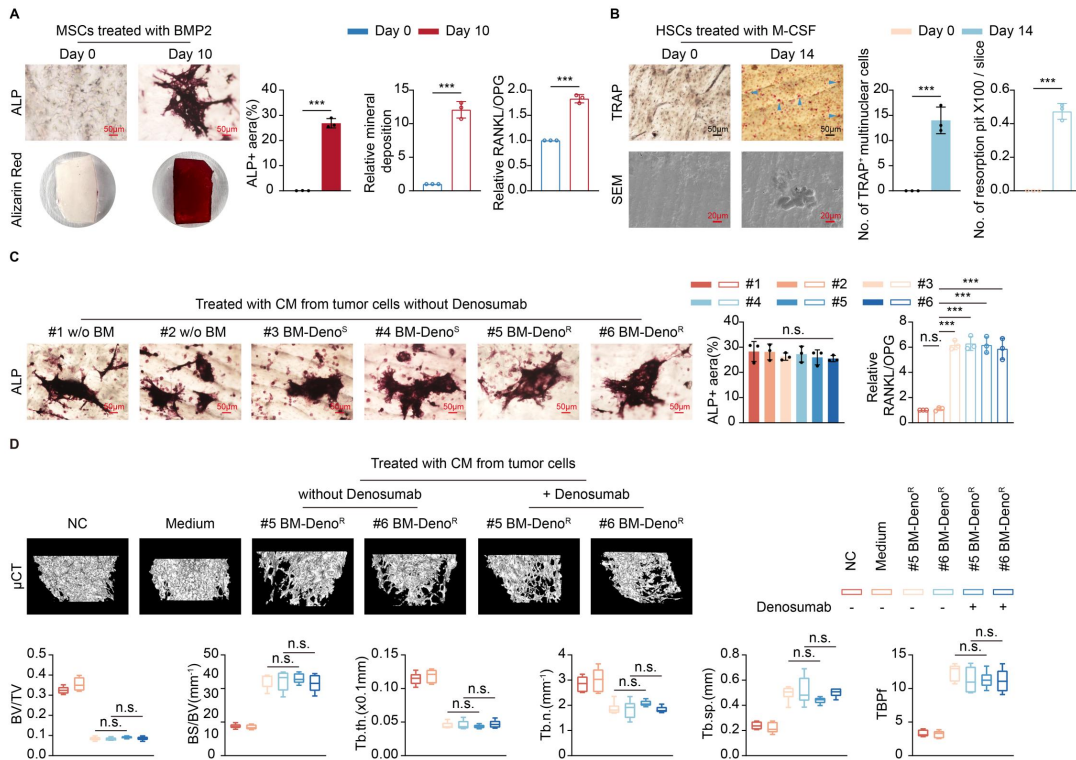 A
MSCs treated with BMP2
Day 0 Day 10
ALP
50μm 50μm
Alizarin Red
Day 0 Day 10
ALP+ aera(%)
40
30
20
10
0
***
Relative mineral
deposition
15
10
5
0
***
Relative RANKL/OPG
2.0
1.5
1.0
0.5
0.0
***
B
HSCs treated with M-CSF
Day 0 Day 14
TRAP
50μm 50μm
SEM
20μm 20μm
Day 0 Day 14
No. of TRAP+ multinuclear cells
20
15
10
5
0
***
No. of resorption pit X100 / slice
0.8
0.6
0.4
0.2
0.0
***
C
Treated with CM from tumor cells without Denosumab
#1 w/o BM #2 w/o BM #3 BM-DenoS #4 BM-DenoS #5 BM-DenoR #6 BM-DenoR
ALP
50μm 50μm 50μm 50μm 50μm 50μm
#1 #2 #3
#4 #5 #6
ALP+ aera(%)
40
30
20
10
0
n.s.
Relative
RANKL/OPG
8
6
4
2
0
n.s.
***
***
***
***
D
Treated with CM from tumor cells
without Denosumab + Denosumab
NC Medium #5 BM-DenoR #6 BM-DenoR #5 BM-DenoR #6 BM-DenoR
μCT
NC
Medium
#5 BM-DenoR
#6 BM-DenoR
#5 BM-DenoR
#6 BM-DenoR
Denosumab - - - - + +
BV/TV
0.5
0.4
0.3
0.2
0.1
0.0
n.s.
n.s.
BS/BV(mm-1)
40
30
20
10
0
n.s.
n.s.
Tb.th.(x0.1mm)
0.15
0.10
0.05
0.00
n.s.
n.s.
Tb.n.(mm-1)
4
3
2
1
0
n.s.
n.s.
Tb.sp.(mm)
0.8
0.6
0.4
0.2
0.0
n.s.
n.s.
TBPf
15
10
5
0
n.s.
n.s.